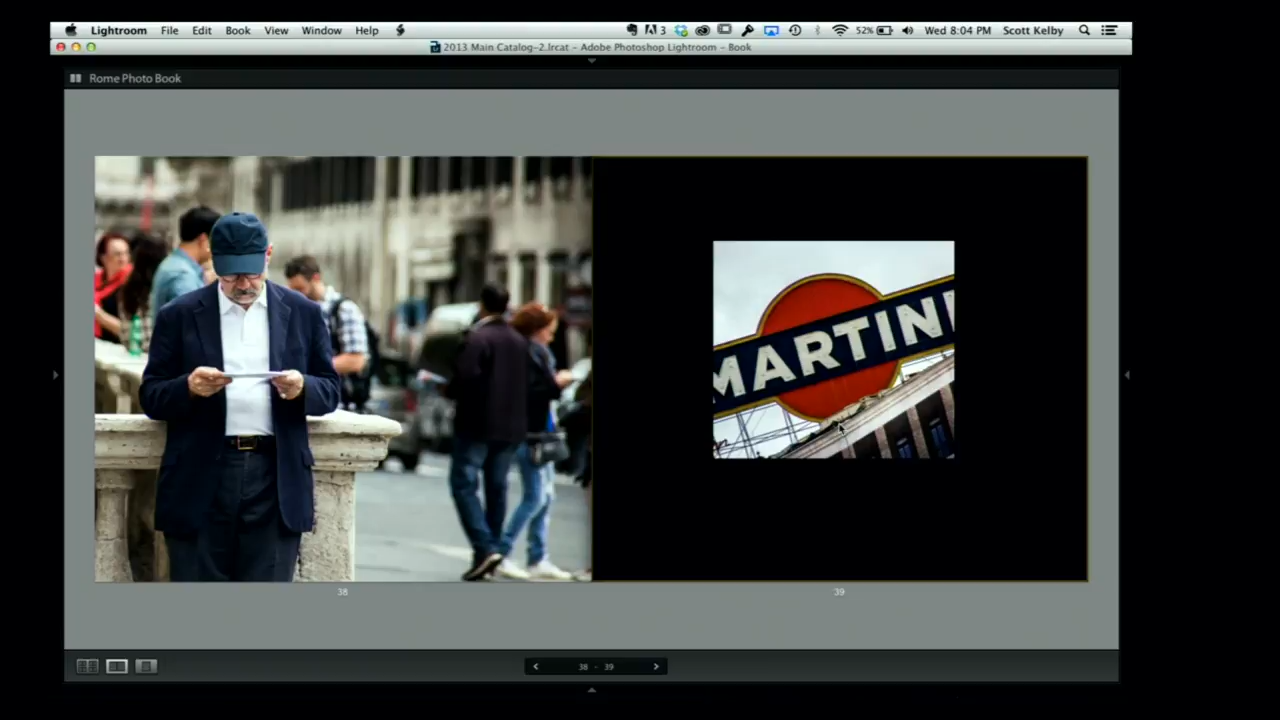 Lightroom File Edit View Book Window Help 3 52% Wed 8:04 PM Scott Kelby
2013 Main Catalog-2.lrcat - Adobe Photoshop Lightroom - Book
Rome Photo Book
MARTINI
38
39
38 - 39